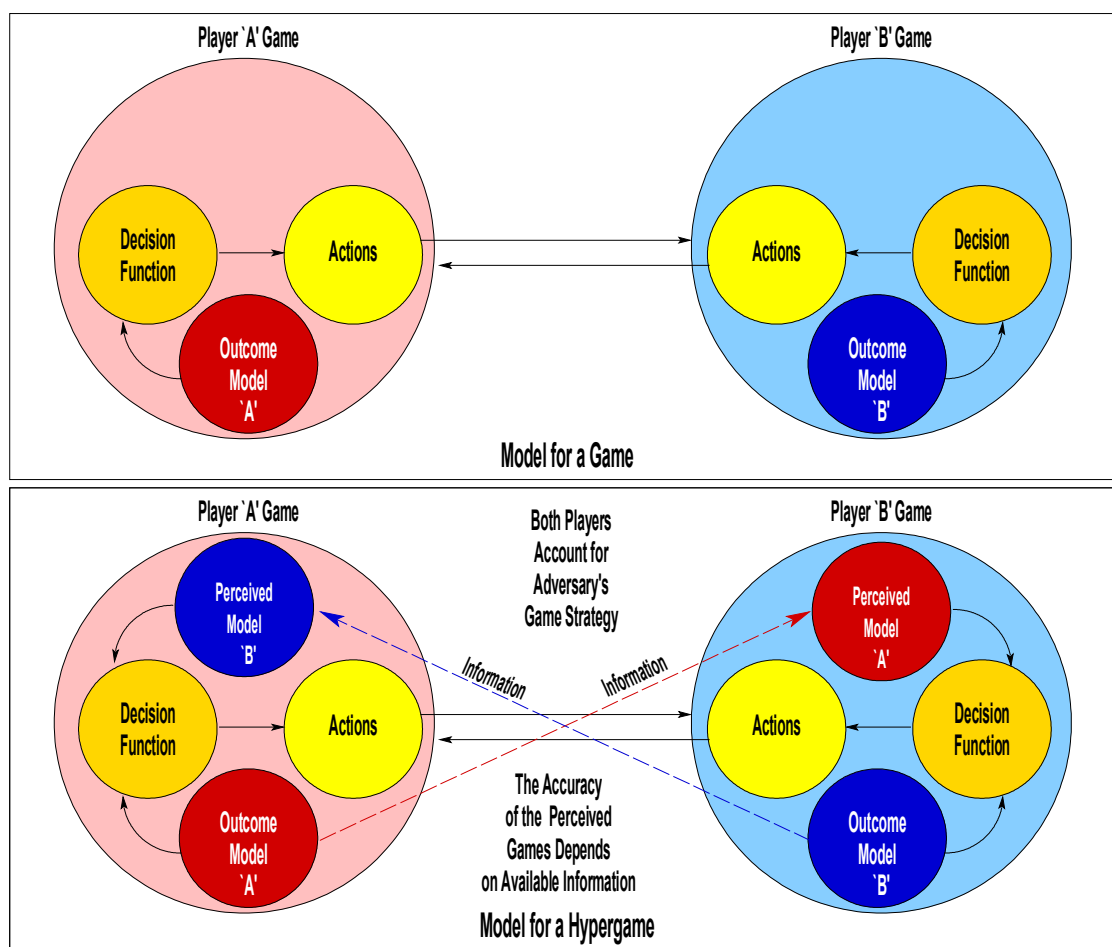 Player `A' Game
Player `B' Game
Decision
Function
Actions
Outcome
Model
`A'
Actions
Decision
Function
Outcome
Model
`B'
Model for a Game
Player `A' Game
Both Players
Account for
Adversary's
Game Strategy
Player `B' Game
Perceived
Model
`B'
Perceived
Model
`A'
Information
Information
Decision
Function
Actions
Actions
Decision
Function
Outcome
Model
`A'
The Accuracy
of the Perceived
Games Depends
on Available Information
Outcome
Model
`B'
Model for a Hypergame